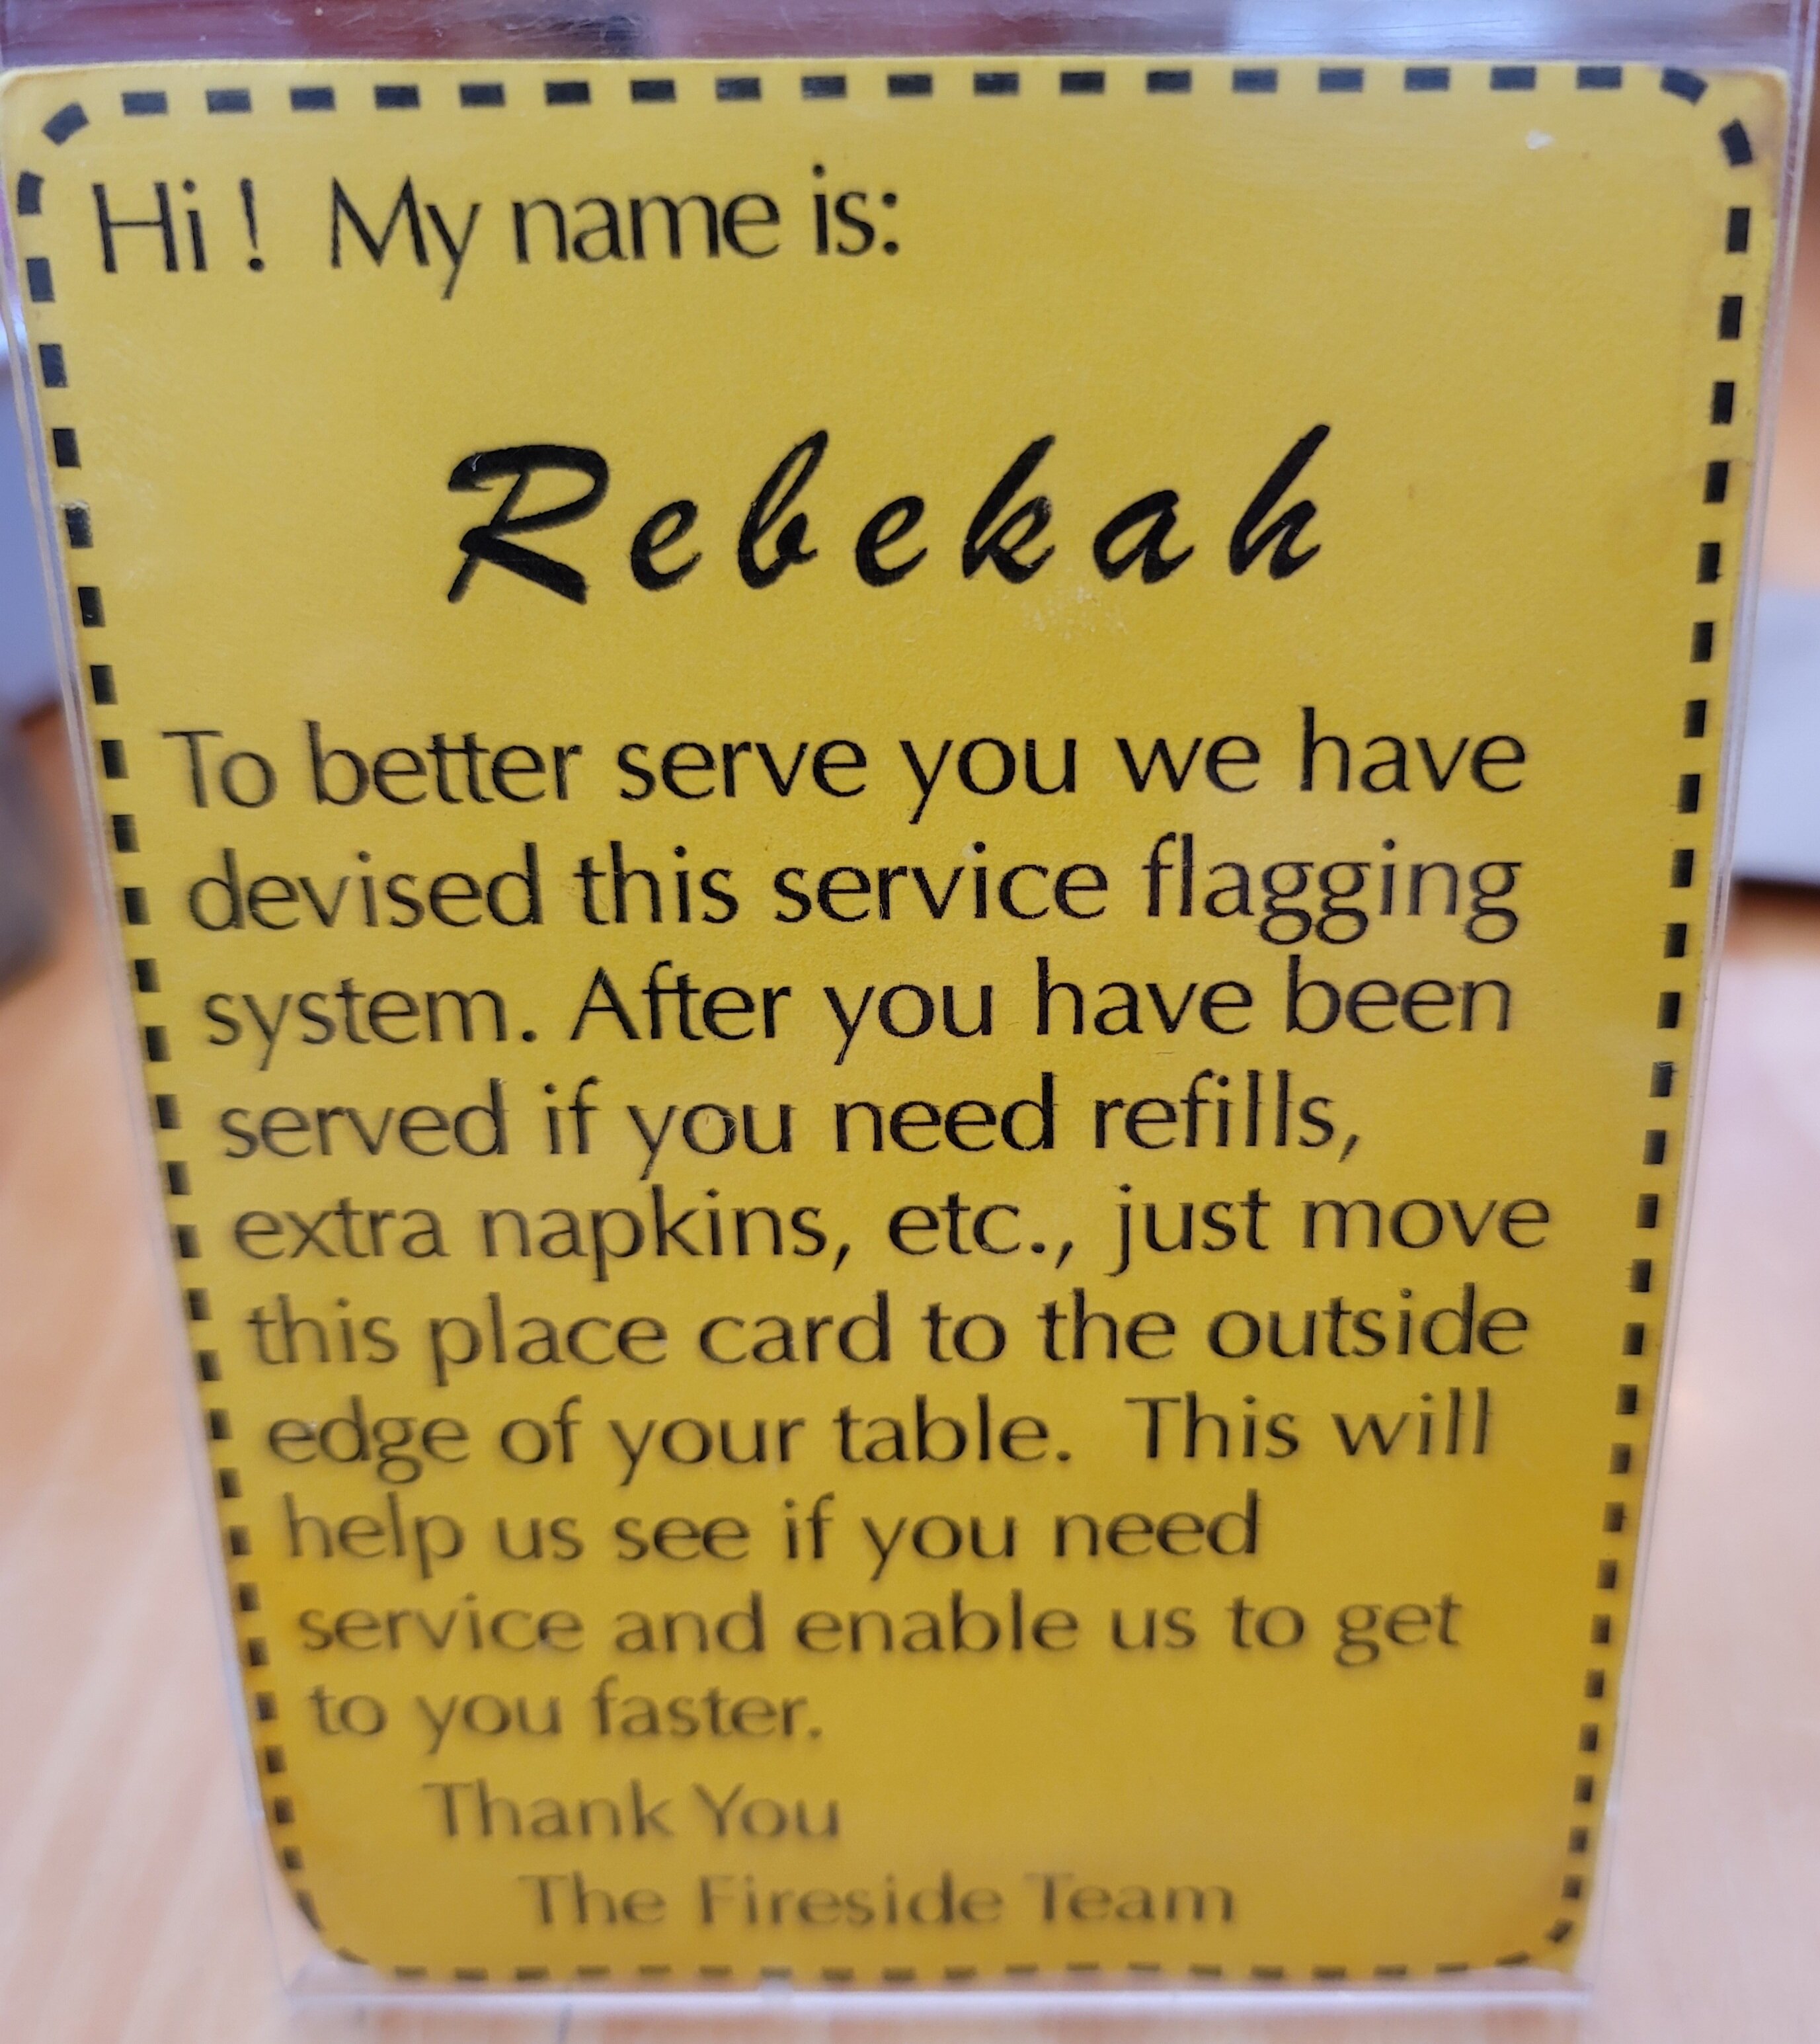 Hi ! My name is:
Rebekah
To better serve you we have
devised this service flagging
system. After you have been
served if you need refills,
extra napkins, etc., just move
this place card to the outside
edge of your table. This will
help us see if you need
service and enable us to get
to you faster.
Thank You
The Fireside Team